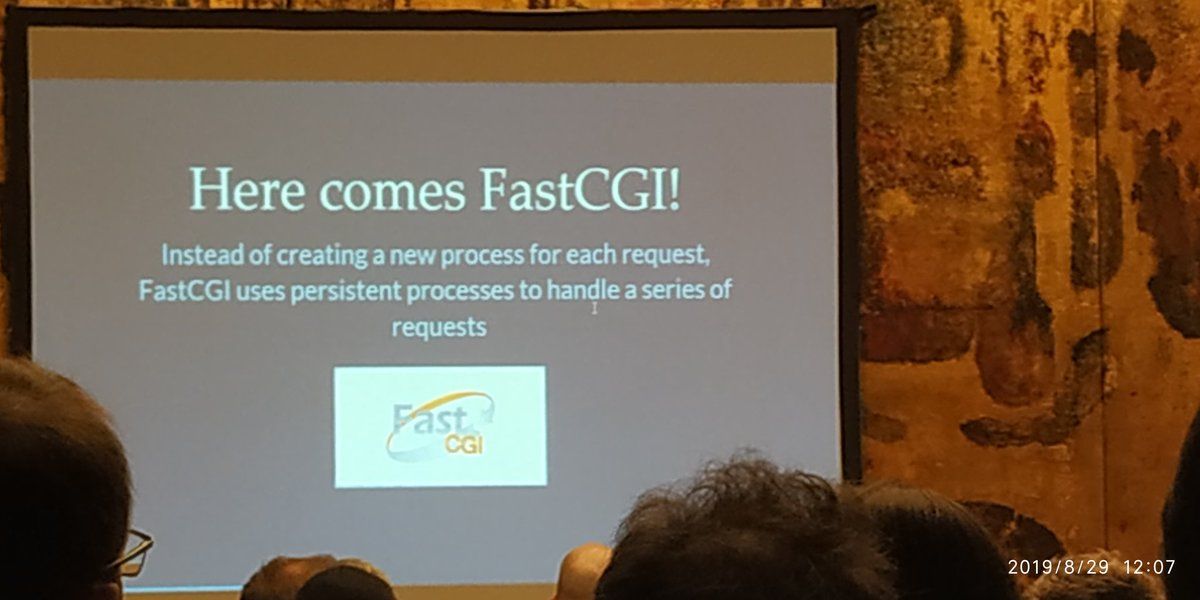 Here comes FastCGI!
Instead of creating a new process for each request,
FastCGI uses persistent processes to handle a series of
requests
Fast
CGI
2019/8/29 12:07